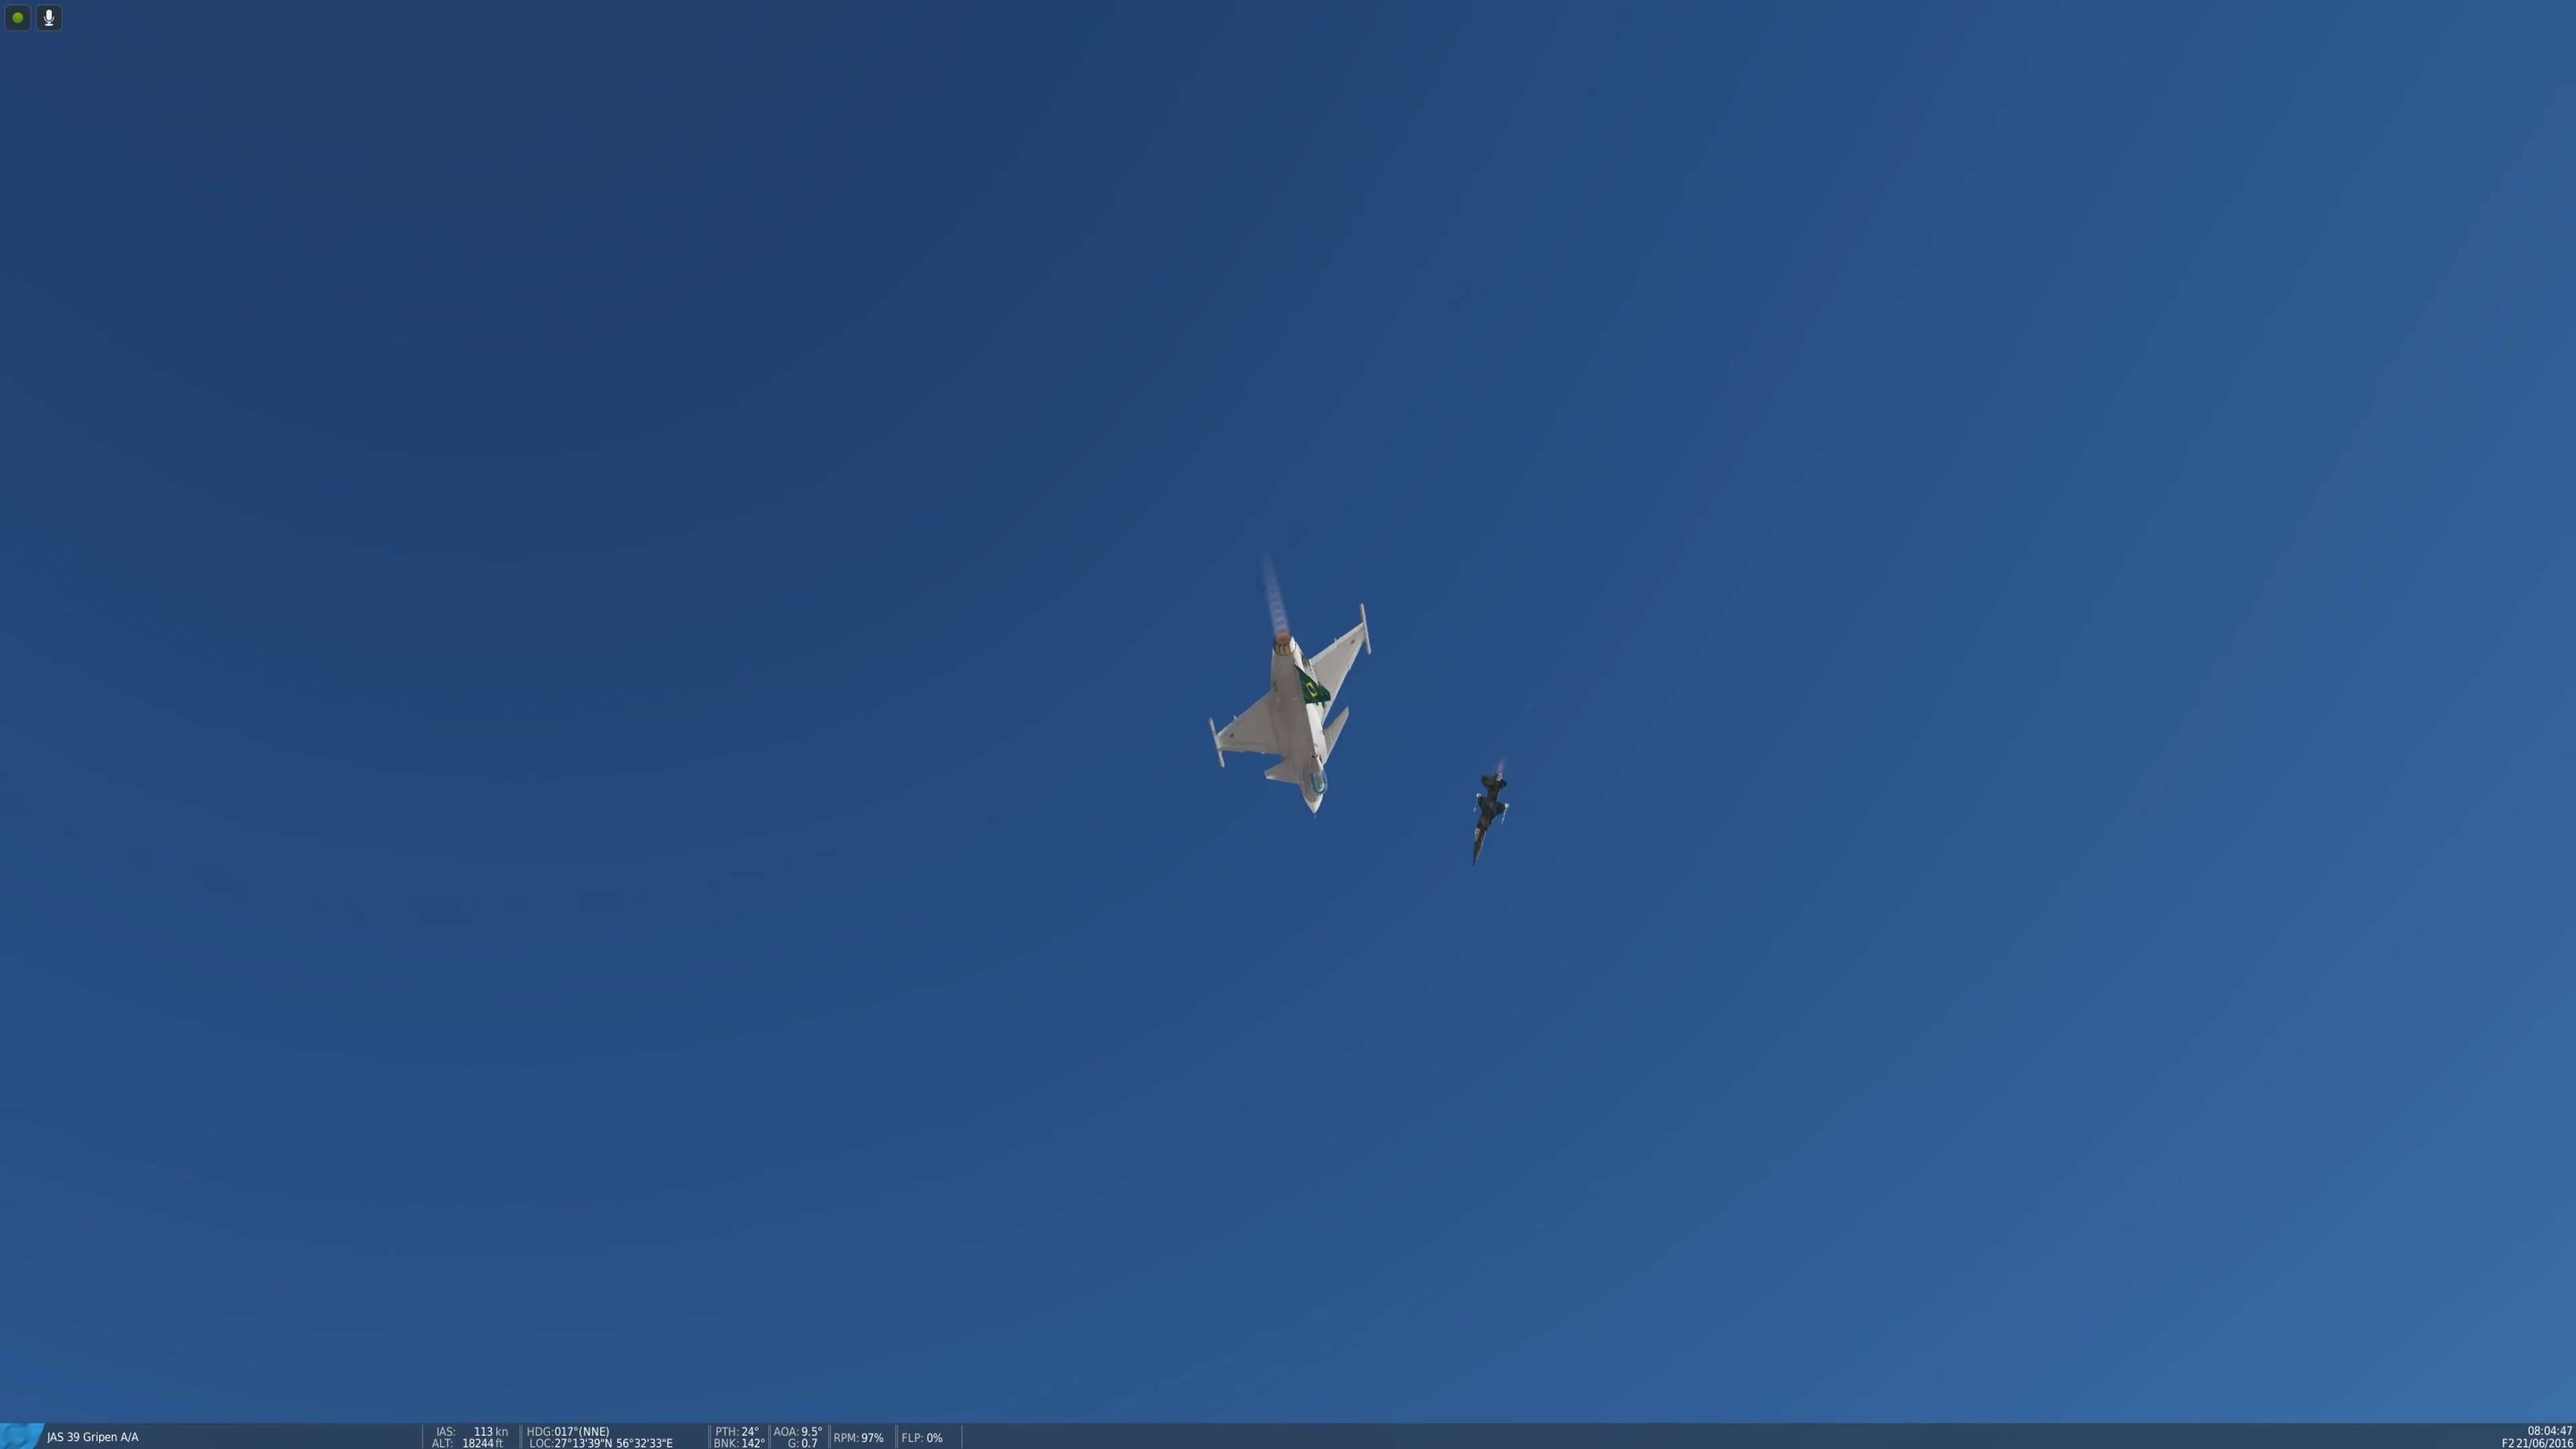 JAS 39 Gripen A/A
IAS: 113 kn
ALT: 18244 ft
HDG: 017°(NNE)
LOC: 27°13'39"N 56°32'33"E
PTH: 24°
BNK: 142°
AOA: 9.5°
G: 0.7
RPM: 97%
FLP: 0%
08:04:47
F2 21/06/2016